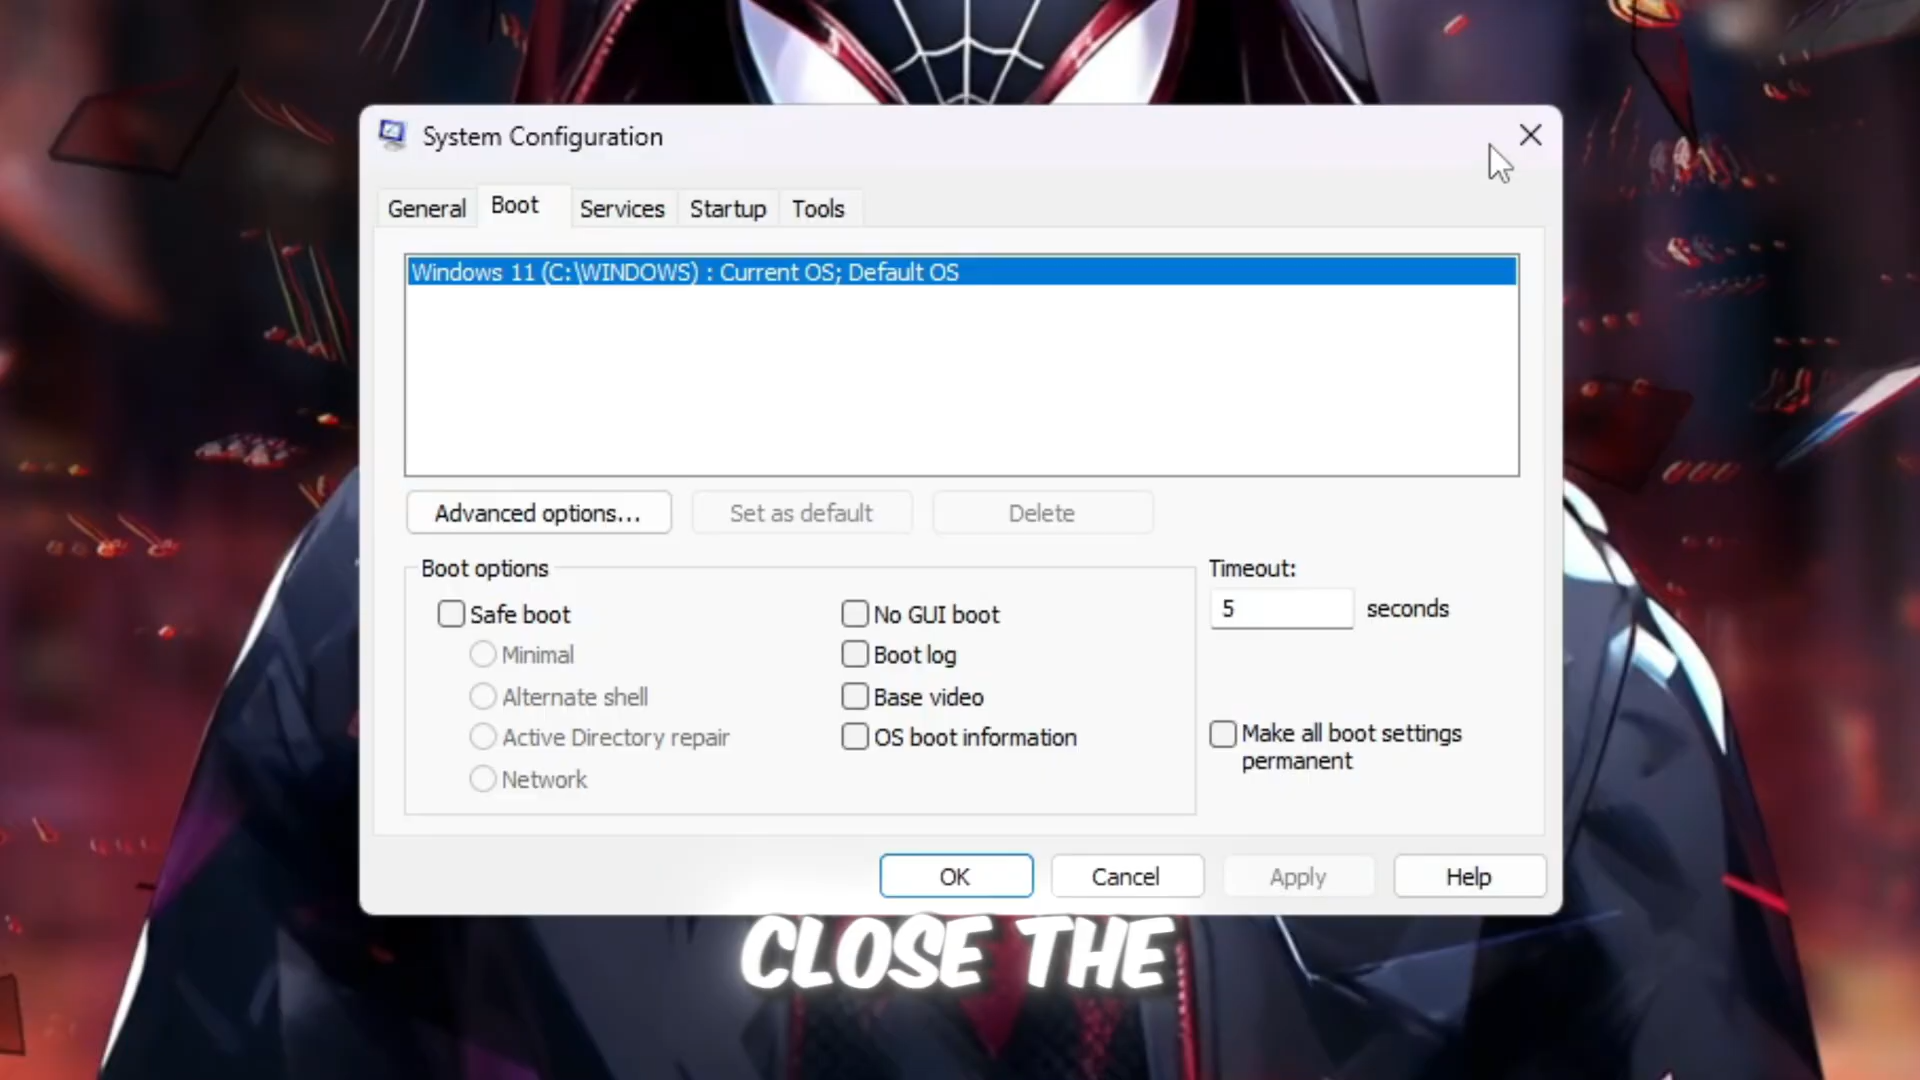 System Configuration
General Boot Services Startup Tools
Windows 11 (C:\WINDOWS) : Current OS; Default OS
Advanced options... Set as default Delete
Boot options Timeout:
Safe boot No GUI boot 5 seconds
Minimal Boot log
Alternate shell Base video
Active Directory repair OS boot information Make all boot settings
permanent
Network
OK Cancel Apply Help
CLOSE THE